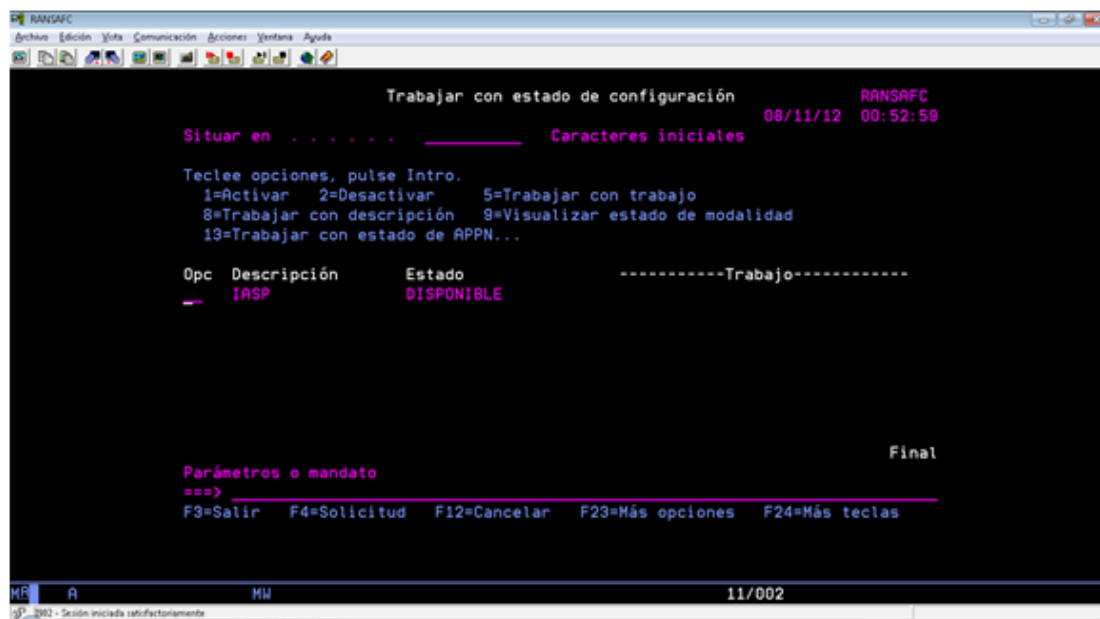 RANSAFC
Archivo Edición Vista Comunicación Acciones Ventana Ayuda
Trabajar con estado de configuración RANSAFC
08/11/12 00:52:59
Situar en . . . . . . Caracteres iniciales
Teclee opciones, pulse Intro.
1=Activar 2=Desactivar 5=Trabajar con trabajo
8=Trabajar con descripción 9=Visualizar estado de modalidad
13=Trabajar con estado de APPN...
Opc Descripción Estado -----------Trabajo------------
IASP DISPONIBLE
Final
Parámetros o mandato
===>
F3=Salir F4=Solicitud F12=Cancelar F23=Más opciones F24=Más teclas
MA A MW 11/002
1902 - Sesión iniciada satisfactoriamente